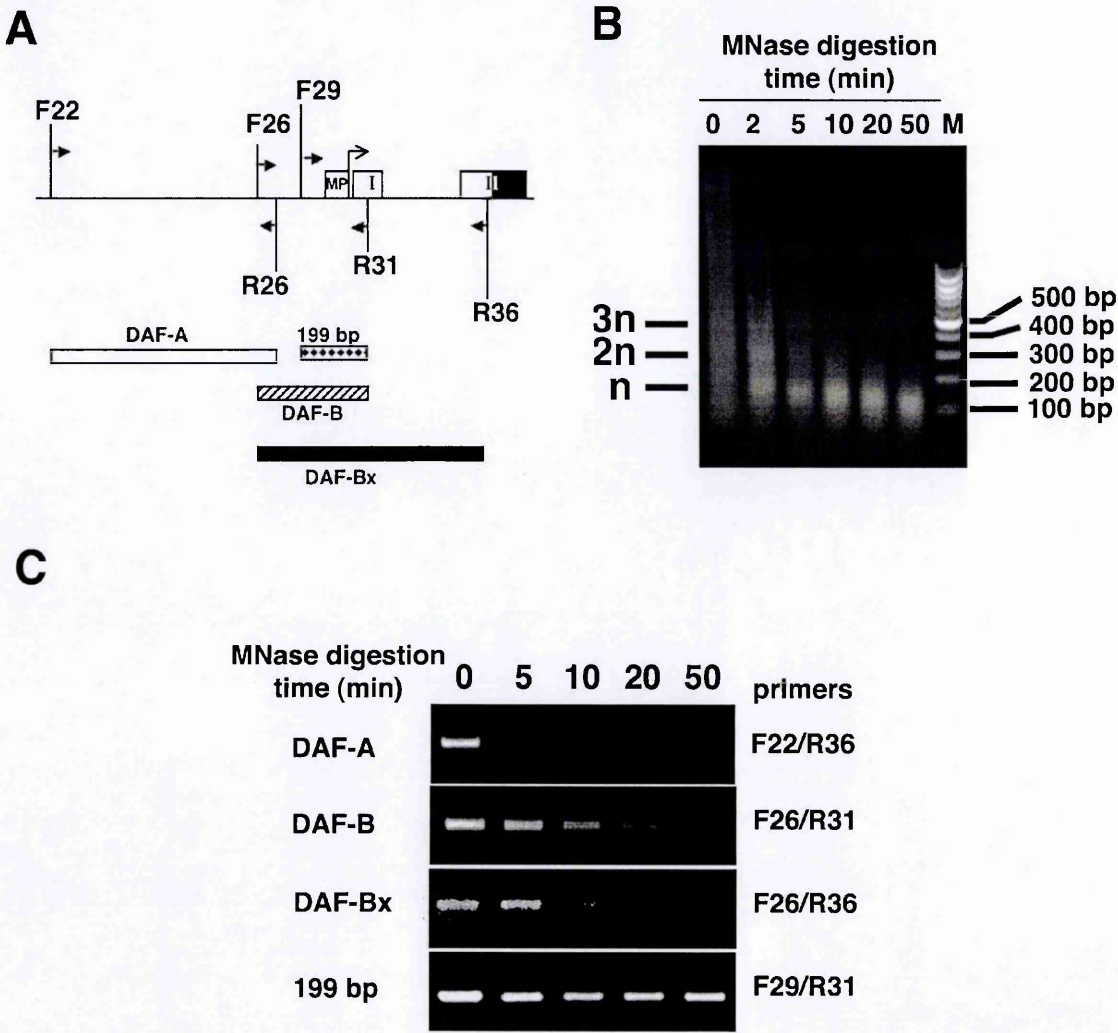 A
F22
F26
F29
MP
I
II
R26
R31
R36
DAF-A
199 bp
DAF-B
DAF-Bx
B
MNase digestion
time (min)
0 2 5 10 20 50 M
3n
2n
n
500 bp
400 bp
300 bp
200 bp
100 bp
C
MNase digestion
time (min)
0 5 10 20 50 primers
DAF-A F22/R36
DAF-B F26/R31
DAF-Bx F26/R36
199 bp F29/R31